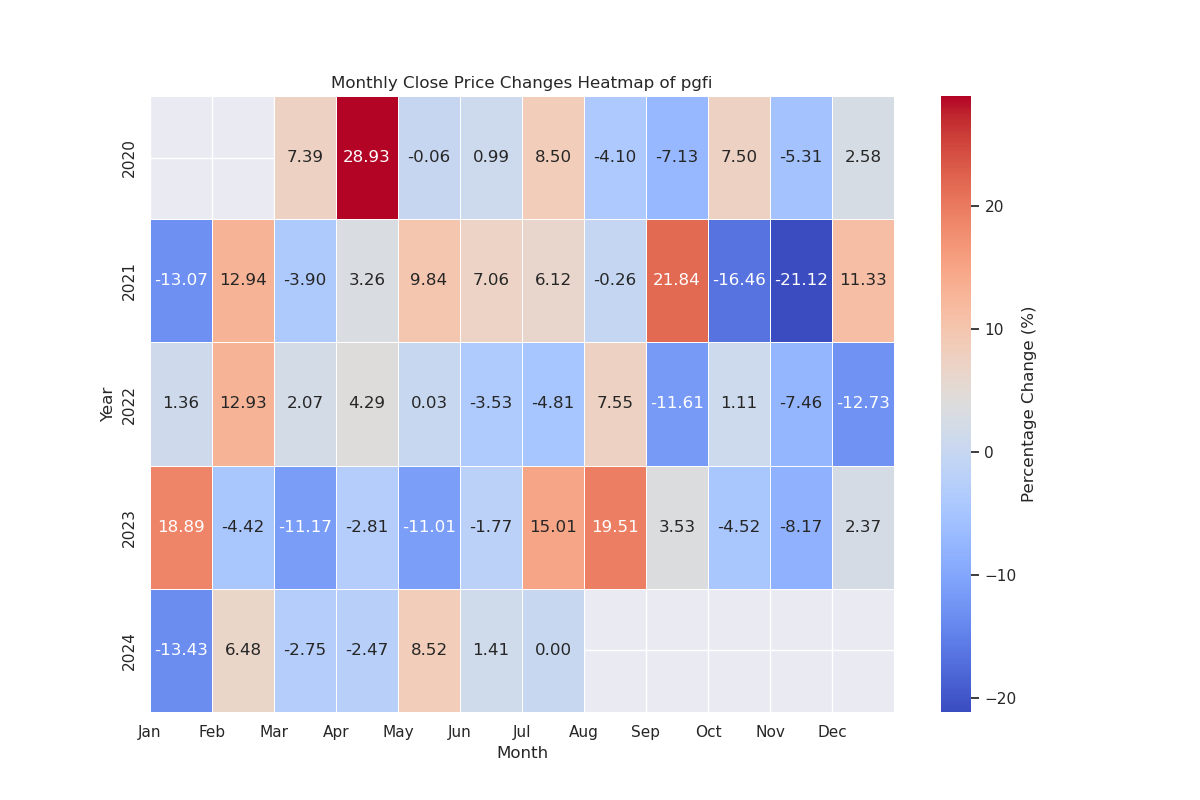 Monthly Close Price Changes Heatmap of pgfi
2020 7.39 28.93 -0.06 0.99 8.50 -4.10 -7.13 7.50 -5.31 2.58
2021 -13.07 12.94 -3.90 3.26 9.84 7.06 6.12 -0.26 21.84 -16.46 -21.12 11.33
2022 1.36 12.93 2.07 4.29 0.03 -3.53 -4.81 7.55 -11.61 1.11 -7.46 -12.73
2023 18.89 -4.42 -11.17 -2.81 -11.01 -1.77 15.01 19.51 3.53 -4.52 -8.17 2.37
2024 -13.43 6.48 -2.75 -2.47 8.52 1.41 0.00
Year
Jan Feb Mar Apr May Jun Jul Aug Sep Oct Nov Dec
Month
20
10
0
−10
−20
Percentage Change (%)